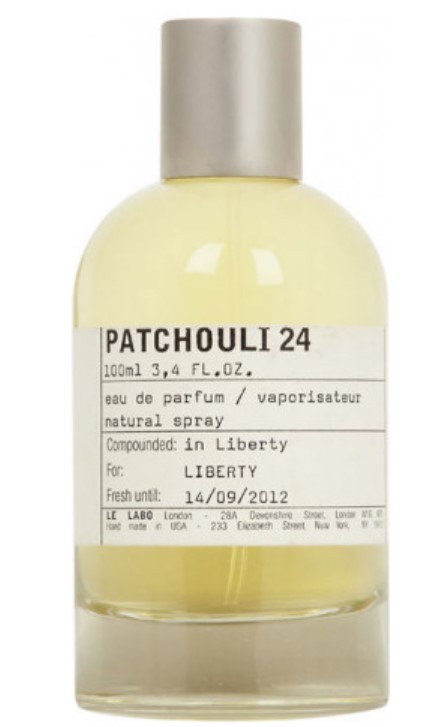 PATCHOULI 24
100ml 3,4 FL.OZ.
eau de parfum / vaporisateur
natural spray
Compounded: in Liberty
For: LIBERTY
Fresh until: 14/09/2012
LE LABO London - 28A Devonshire Street, London
Hand made in USA - 233 Elizabeth Street, New York,